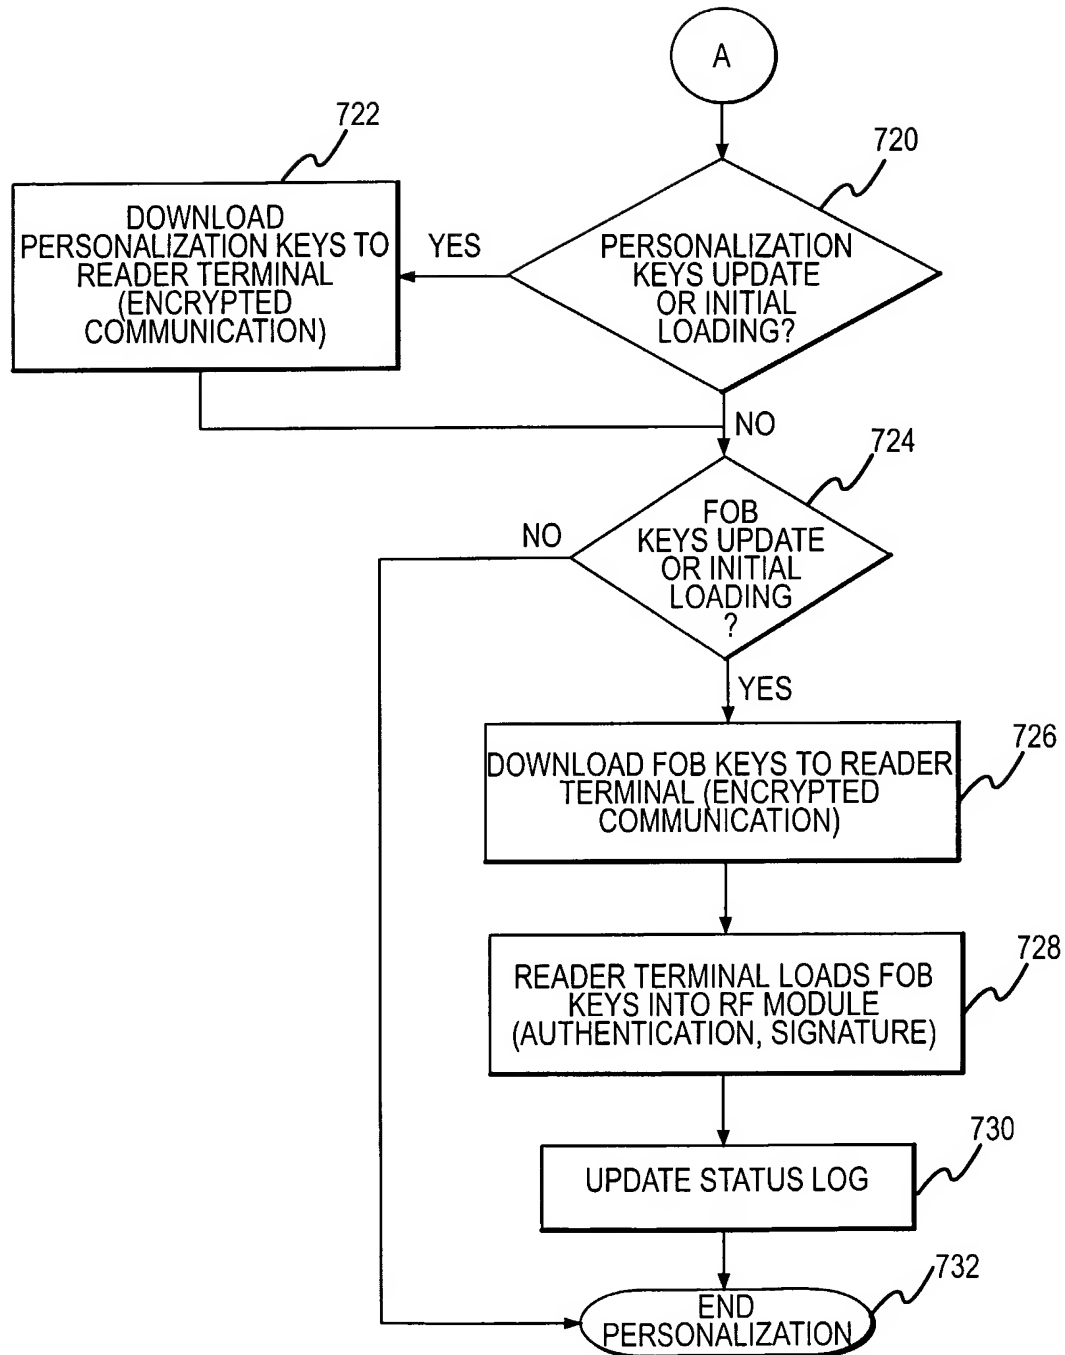 A
720
722
DOWNLOAD
PERSONALIZATION KEYS TO
READER TERMINAL
(ENCRYPTED
COMMUNICATION)
YES
PERSONALIZATION
KEYS UPDATE
OR INITIAL
LOADING?
NO
724
NO
FOB
KEYS UPDATE
OR INITIAL
LOADING
?
YES
726
DOWNLOAD FOB KEYS TO READER
TERMINAL (ENCRYPTED
COMMUNICATION)
728
READER TERMINAL LOADS FOB
KEYS INTO RF MODULE
(AUTHENTICATION, SIGNATURE)
730
UPDATE STATUS LOG
732
END
PERSONALIZATION